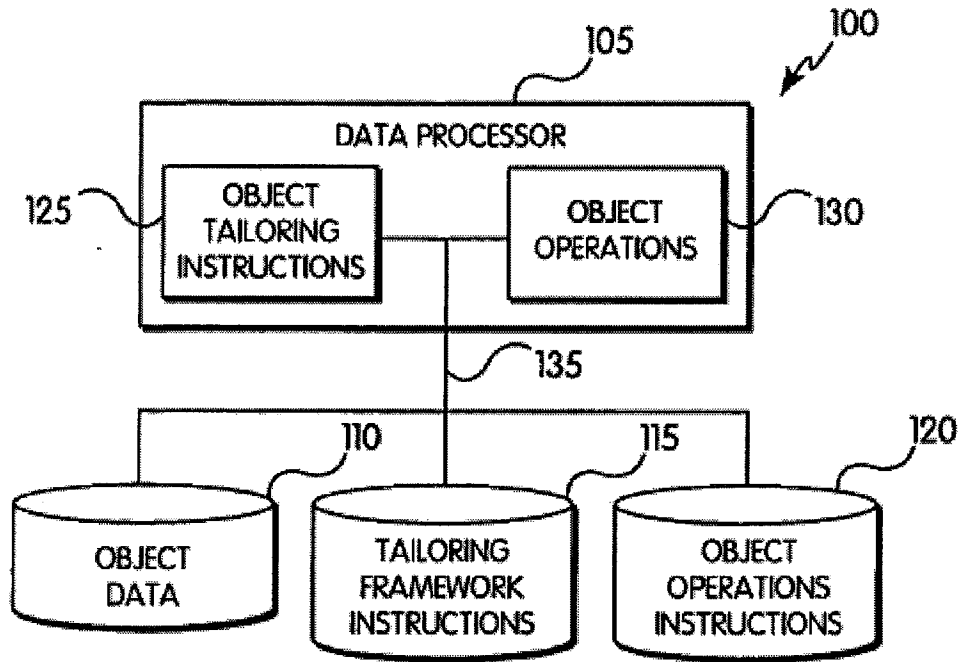 100
105
DATA PROCESSOR
125
OBJECT
TAILORING
INSTRUCTIONS
OBJECT
OPERATIONS
130
135
110
115
120
OBJECT
DATA
TAILORING
FRAMEWORK
INSTRUCTIONS
OBJECT
OPERATIONS
INSTRUCTIONS